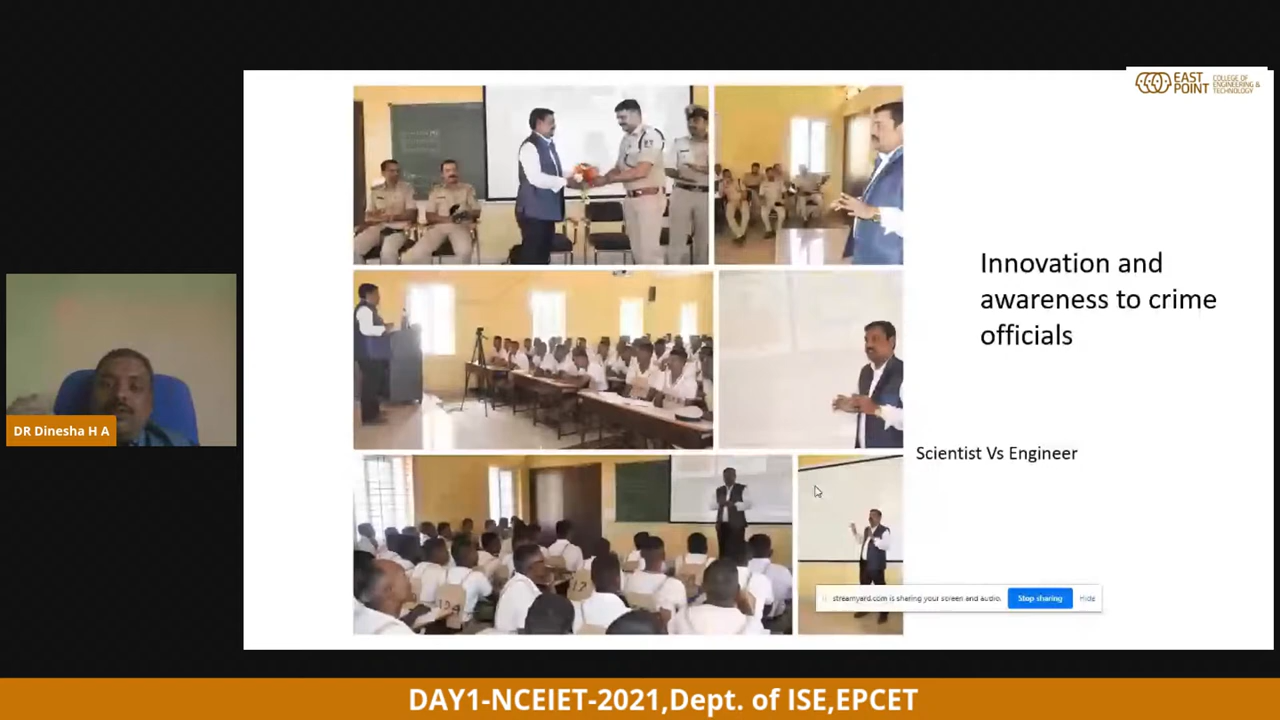 EAST
POINT
COLLEGE OF
ENGINEERING &
TECHNOLOGY
Innovation and
awareness to crime
officials
Scientist Vs Engineer
DR Dinesha H A
streamyard.com is sharing your screen and audio.
Stop sharing
Hide
DAY1-NCEIET-2021,Dept. of ISE,EPCET